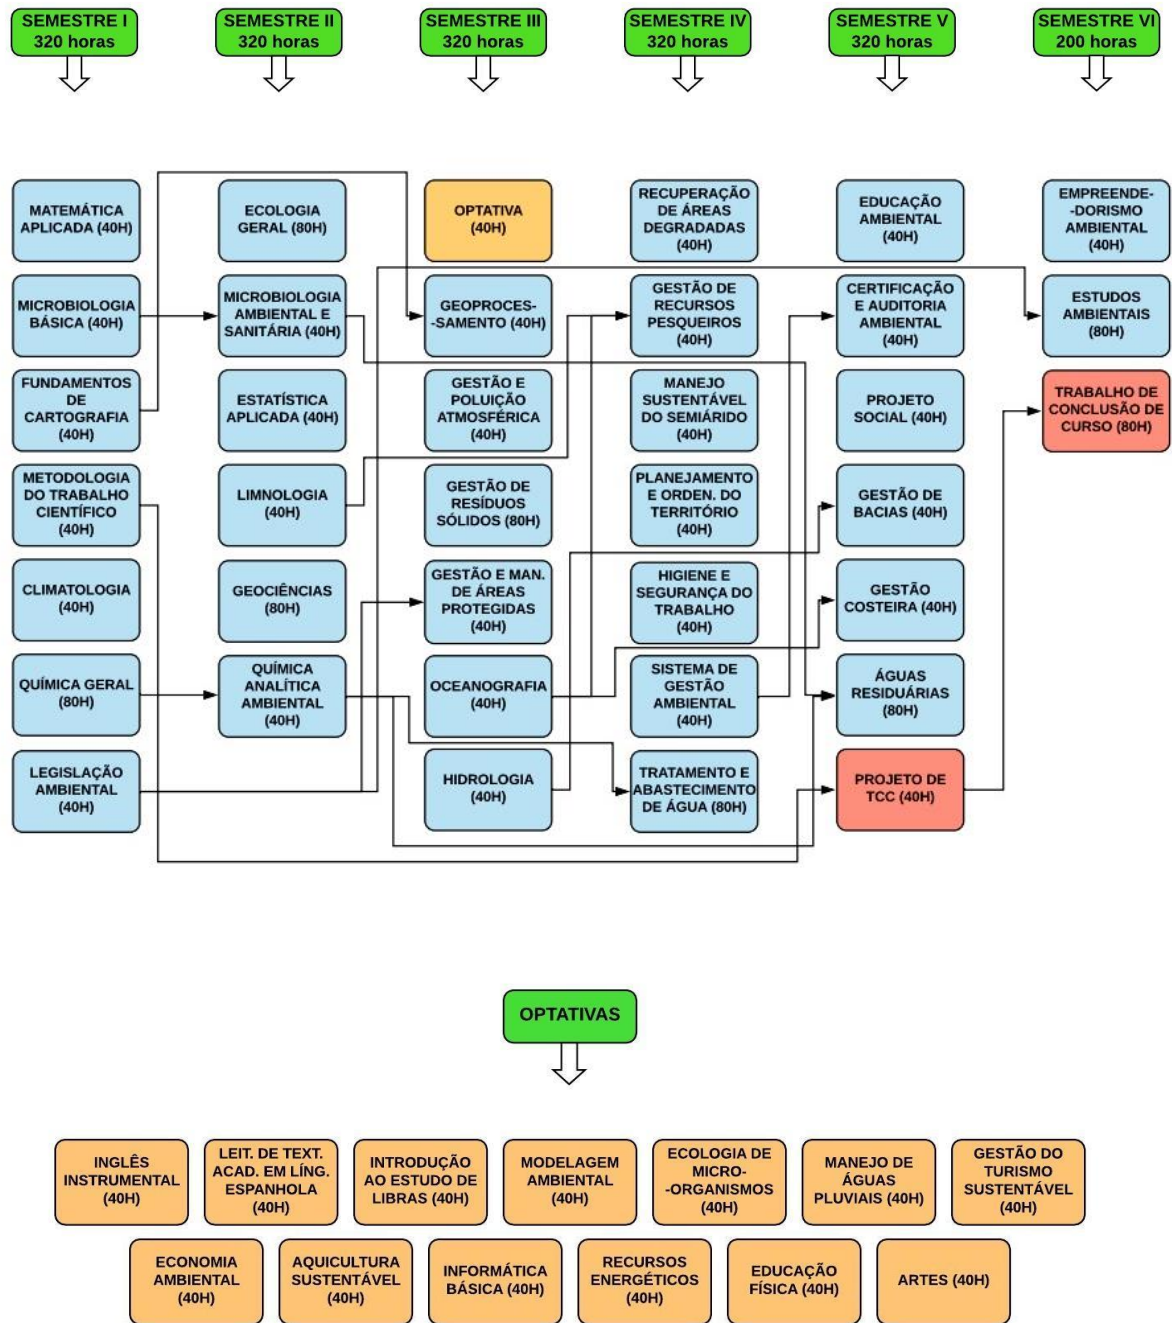 SEMESTRE I
320 horas
SEMESTRE II
320 horas
SEMESTRE III
320 horas
SEMESTRE IV
320 horas
SEMESTRE V
320 horas
SEMESTRE VI
200 horas
MATEMÁTICA
APLICADA (40H)
ECOLOGIA
GERAL (80H)
OPTATIVA
(40H)
RECUPERAÇÃO
DE ÁREAS
DEGRADADAS
(40H)
EDUCAÇÃO
AMBIENTAL
(40H)
EMPREENDE-
-DORISMO
AMBIENTAL
(40H)
MICROBIOLOGIA
BÁSICA (40H)
MICROBIOLOGIA
AMBIENTAL E
SANITÁRIA (40H)
GEOPROCES-
-SAMENTO (40H)
GESTÃO DE
RECURSOS
PESQUEIROS
(40H)
CERTIFICAÇÃO
E AUDITORIA
AMBIENTAL
(40H)
ESTUDOS
AMBIENTAIS
(80H)
FUNDAMENTOS
DE
CARTOGRAFIA
(40H)
ESTATÍSTICA
APLICADA (40H)
GESTÃO E
POLUIÇÃO
ATMOSFÉRICA
(40H)
MANEJO
SUSTENTÁVEL
DO SEMIÁRIDO
(40H)
PROJETO
SOCIAL (40H)
TRABALHO DE
CONCLUSÃO DE
CURSO (80H)
METODOLOGIA
DO TRABALHO
CIENTÍFICO
(40H)
LIMNOLOGIA
(40H)
GESTÃO DE
RESÍDUOS
SÓLIDOS (80H)
PLANEJAMENTO
E ORDEN. DO
TERRITÓRIO
(40H)
GESTÃO DE
BACIAS (40H)
CLIMATOLOGIA
(40H)
GEOCIÊNCIAS
(80H)
GESTÃO E MAN.
DE ÁREAS
PROTEGIDAS
(40H)
HIGIENE E
SEGURANÇA DO
TRABALHO
(40H)
GESTÃO
COSTEIRA (40H)
QUÍMICA GERAL
(80H)
QUÍMICA
ANALÍTICA
AMBIENTAL
(40H)
OCEANOGRAFIA
(40H)
SISTEMA DE
GESTÃO
AMBIENTAL
(40H)
ÁGUAS
RESIDUÁRIAS
(80H)
LEGISLAÇÃO
AMBIENTAL
(40H)
HIDROLOGIA
(40H)
TRATAMENTO E
ABASTECIMENTO
DE ÁGUA (80H)
PROJETO DE
TCC (40H)
OPTATIVAS
INGLÊS
INSTRUMENTAL
(40H)
LEIT. DE TEXT.
ACAD. EM LÍNG.
ESPANHOLA
(40H)
INTRODUÇÃO
AO ESTUDO DE
LIBRAS (40H)
MODELAGEM
AMBIENTAL
(40H)
ECOLOGIA DE
MICRO-
-ORGANISMOS
(40H)
MANEJO DE
ÁGUAS
PLUVIAIS (40H)
GESTÃO DO
TURISMO
SUSTENTÁVEL
(40H)
ECONOMIA
AMBIENTAL
(40H)
AQUICULTURA
SUSTENTÁVEL
(40H)
INFORMÁTICA
BÁSICA (40H)
RECURSOS
ENERGÉTICOS
(40H)
EDUCAÇÃO
FÍSICA (40H)
ARTES (40H)